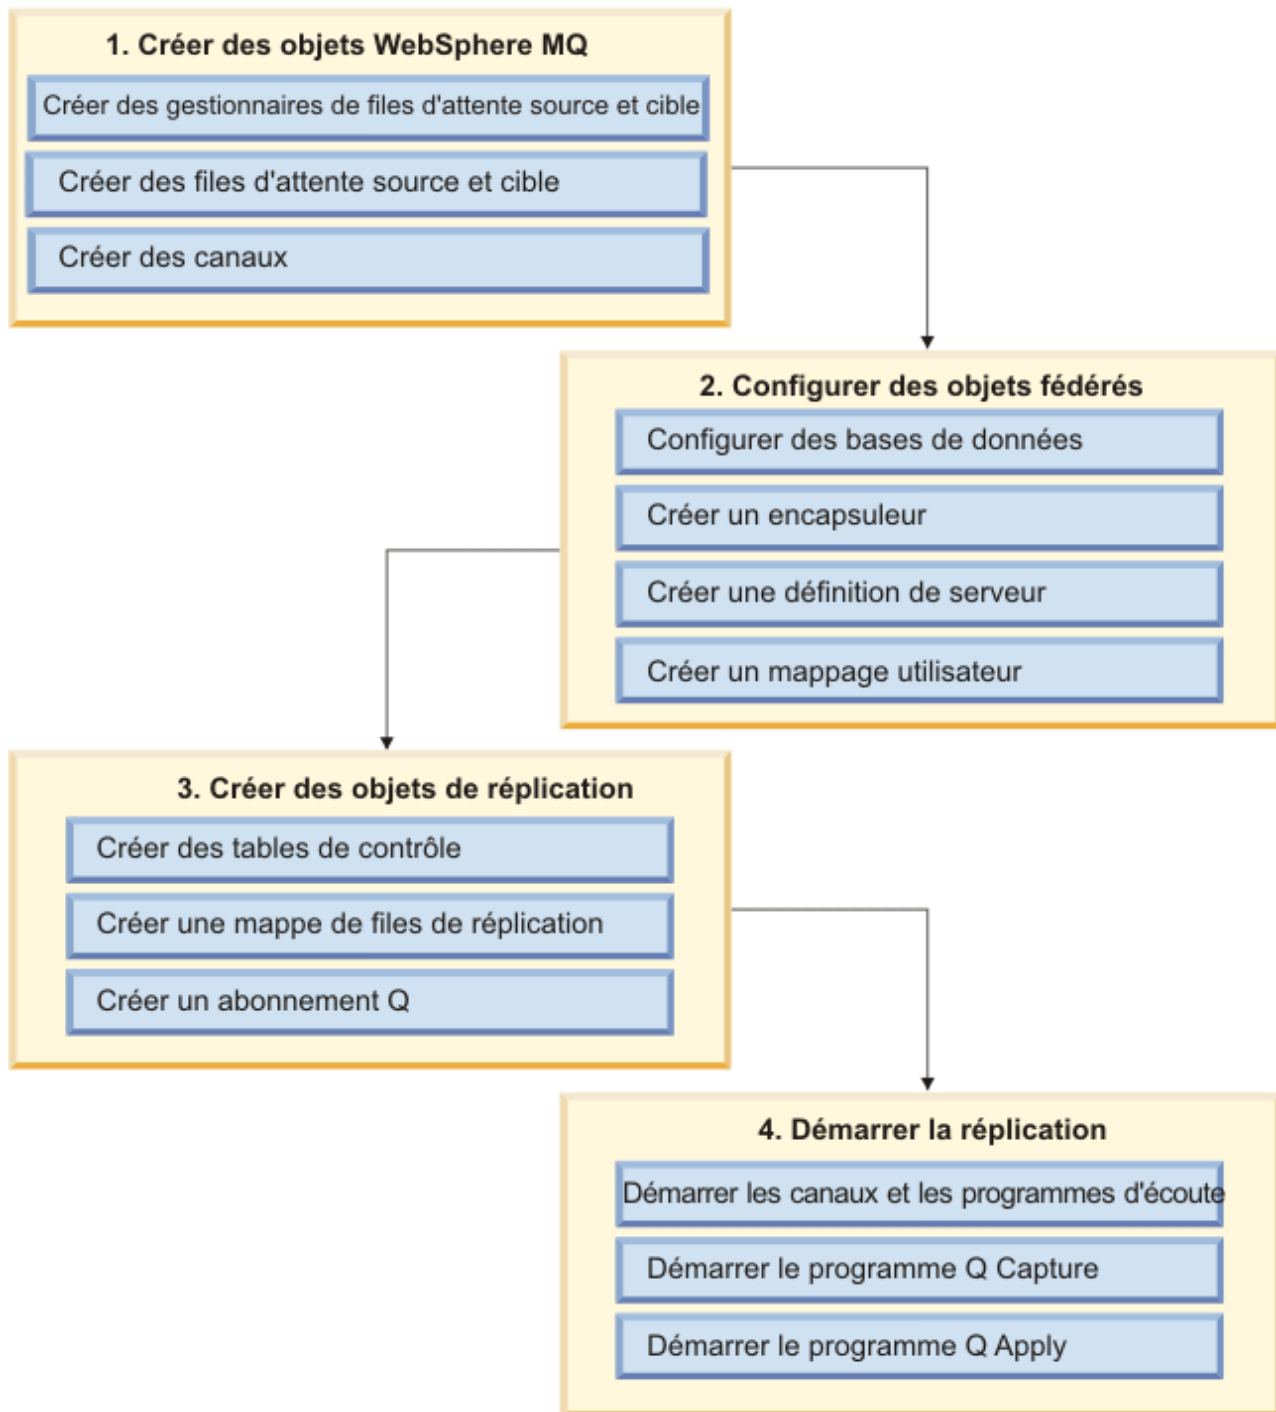 1. Créer des objets WebSphere MQ
Créer des gestionnaires de files d'attente source et cible
Créer des files d'attente source et cible
Créer des canaux
2. Configurer des objets fédérés
Configurer des bases de données
Créer un encapsuleur
Créer une définition de serveur
Créer un mappage utilisateur
3. Créer des objets de réplication
Créer des tables de contrôle
Créer une mappe de files de réplication
Créer un abonnement Q
4. Démarrer la réplication
Démarrer les canaux et les programmes d'écoute
Démarrer le programme Q Capture
Démarrer le programme Q Apply